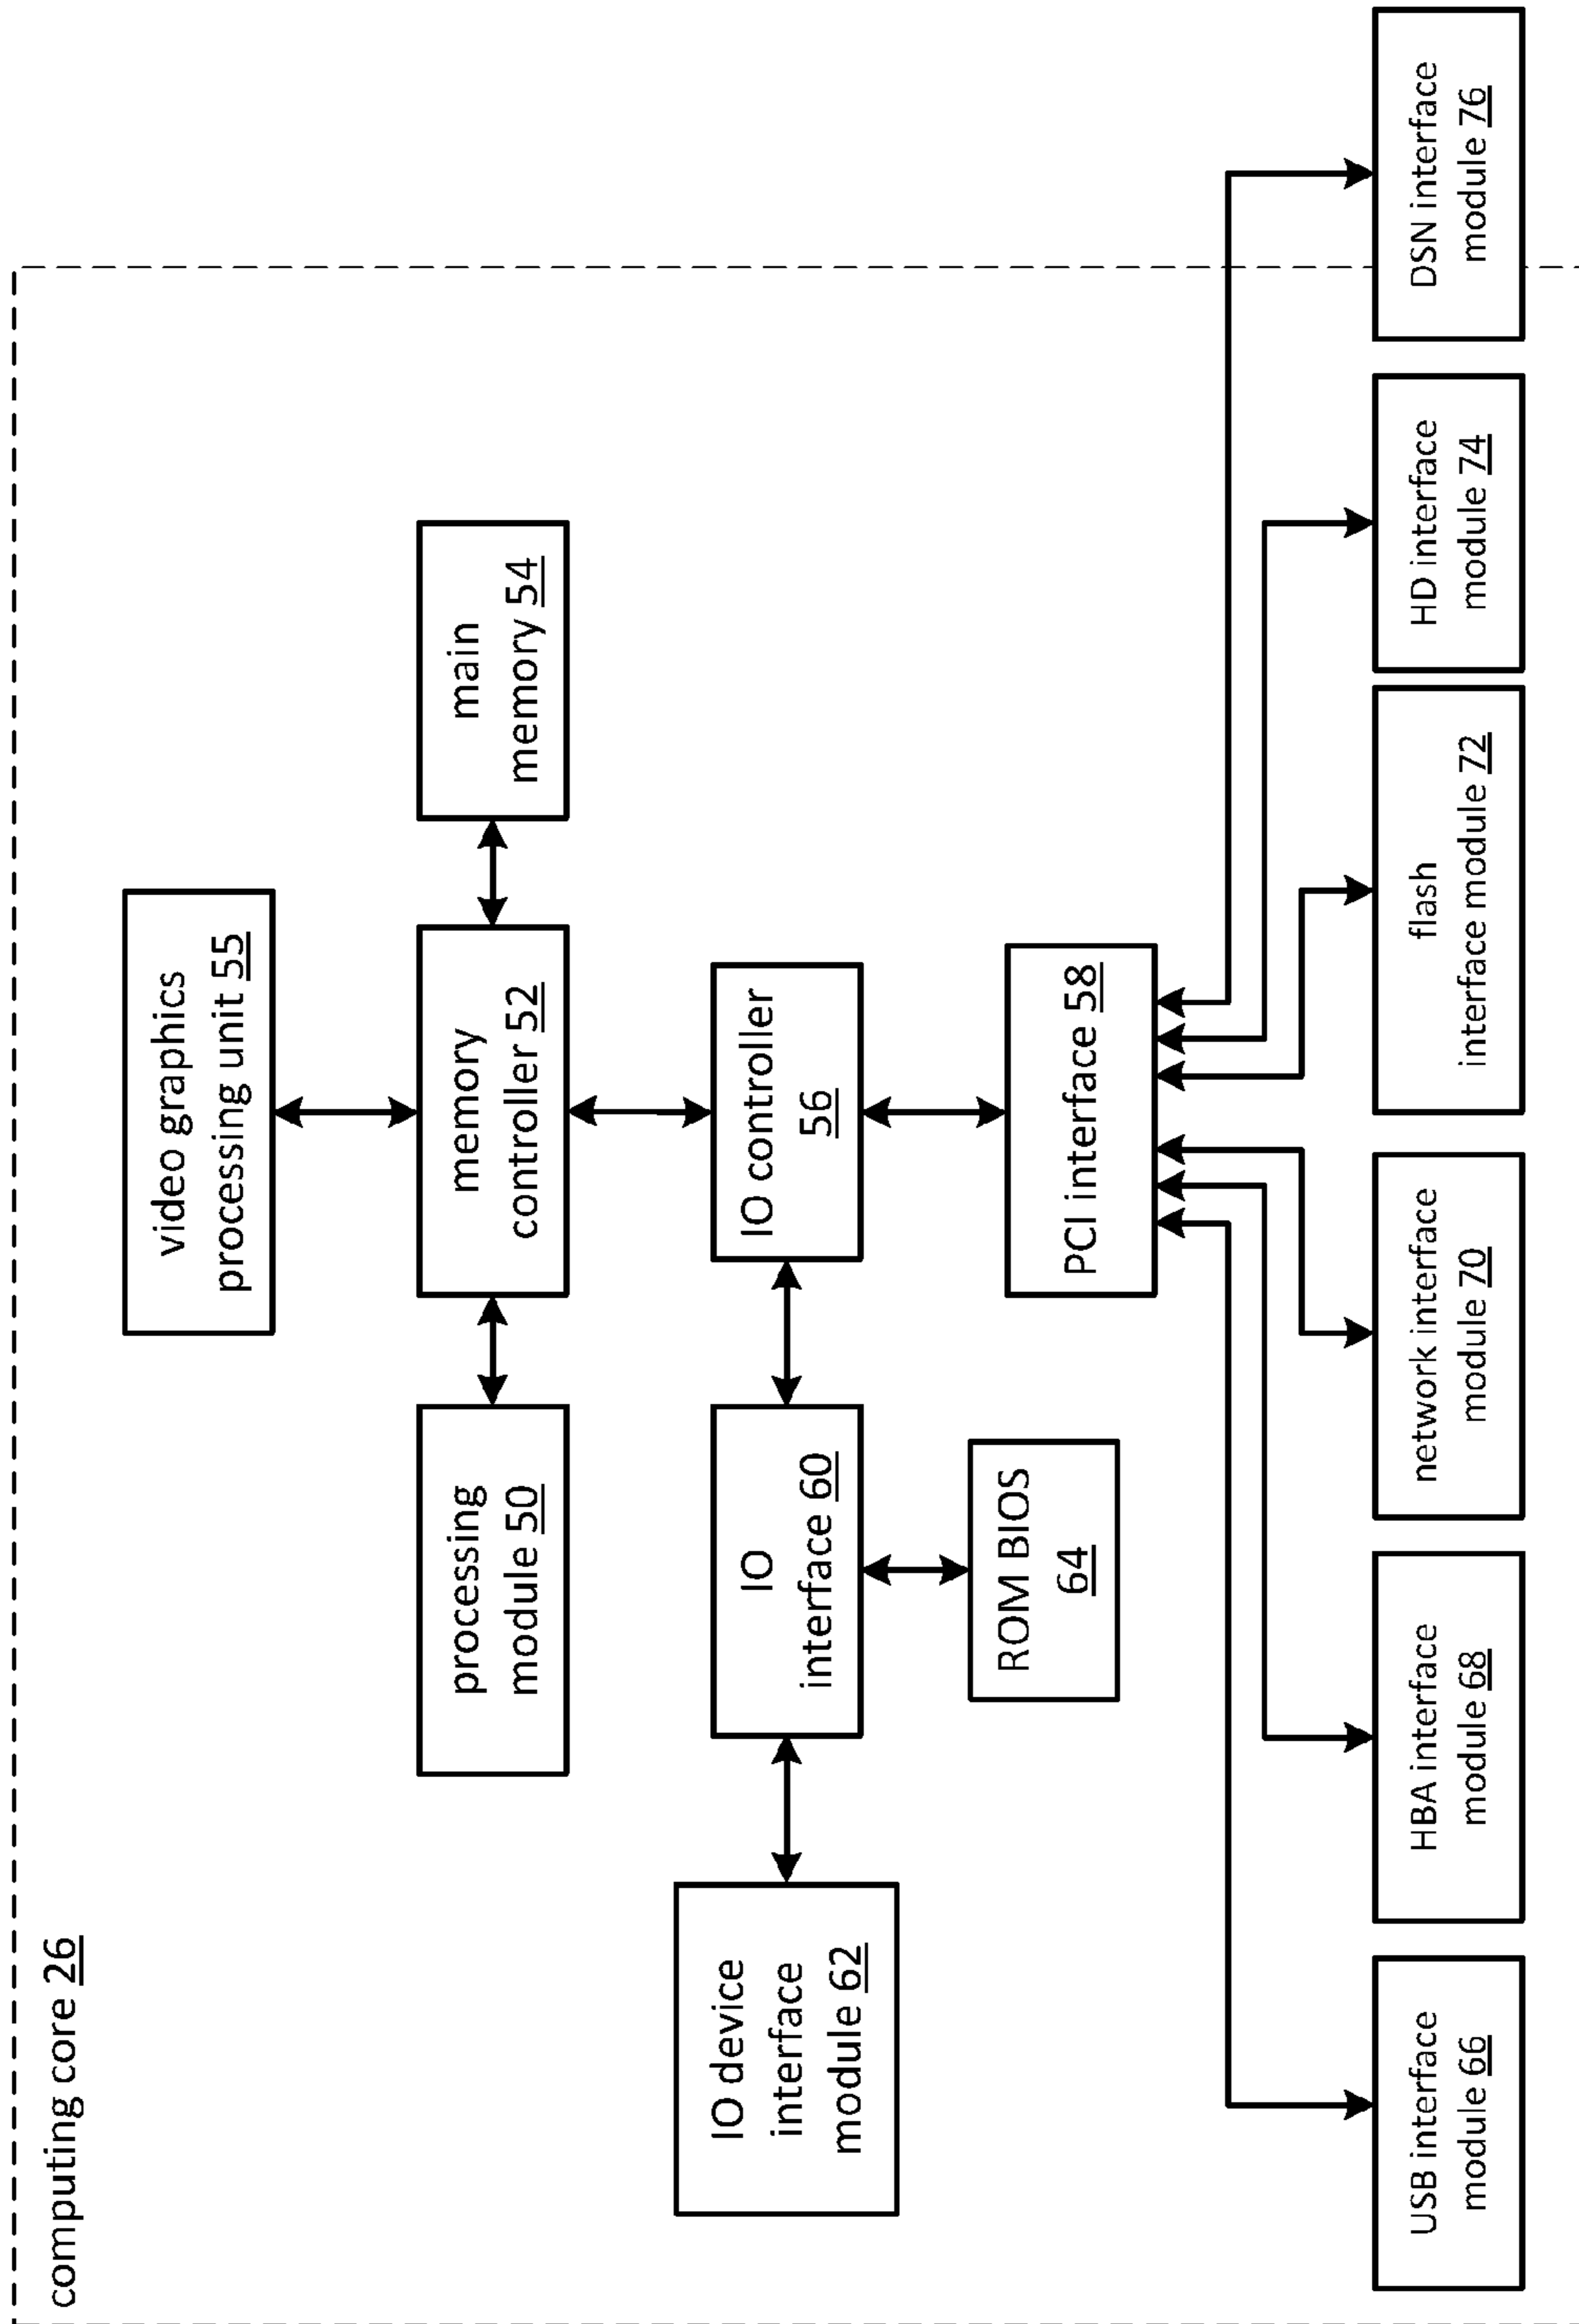 computing core 26
video graphics
processing unit 55
processing
module 50
memory
controller 52
main
memory 54
IO device
interface
module 62
IO
interface 60
IO controller
56
ROM BIOS
64
PCI interface 58
USB interface
module 66
HBA interface
module 68
network interface
module 70
flash
interface module 72
HD interface
module 74
DSN interface
module 76